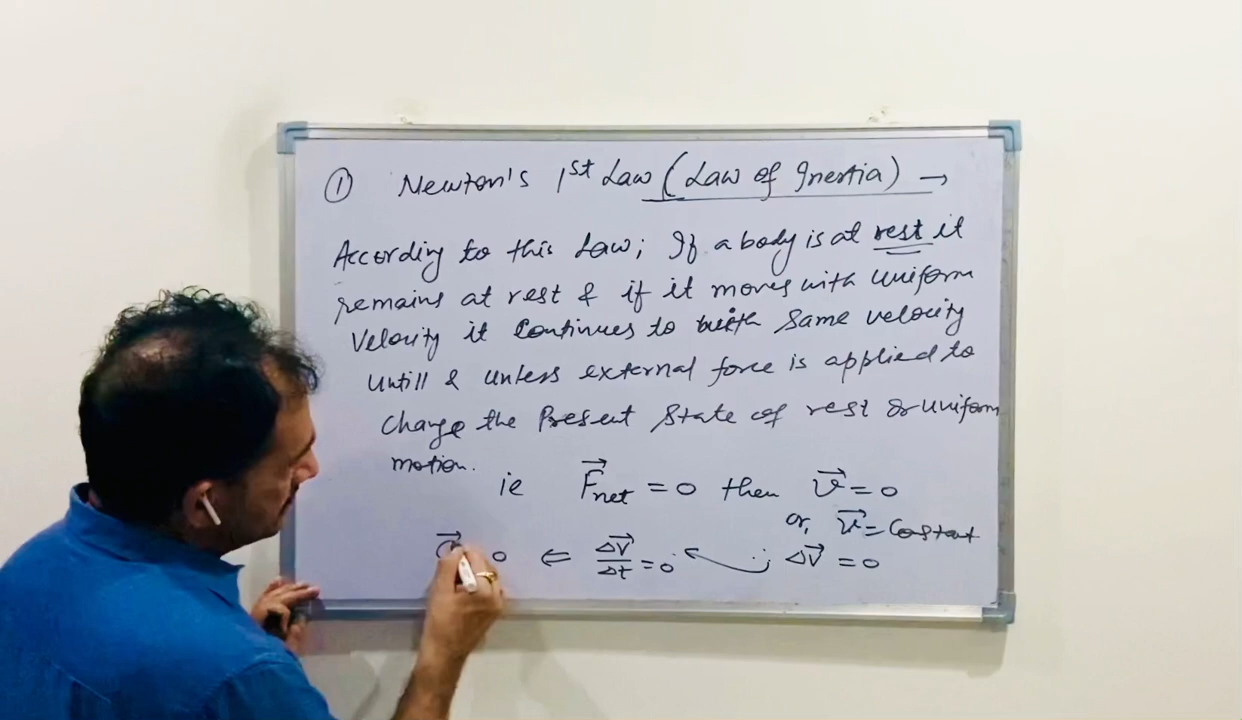 ① Newton's 1st Law (Law of Inertia) →
According to this Law; If a body is at rest it
remains at rest & if it moves with uniform
velocity it continues to with same velocity
untill & unless external force is applied to
change the Present state of rest or uniform
motion.
ie F⃗net = 0 then v⃗ = 0
or, v⃗ = Constant
0 ⇐ Δv⃗/Δt = 0 ; Δv⃗ = 0